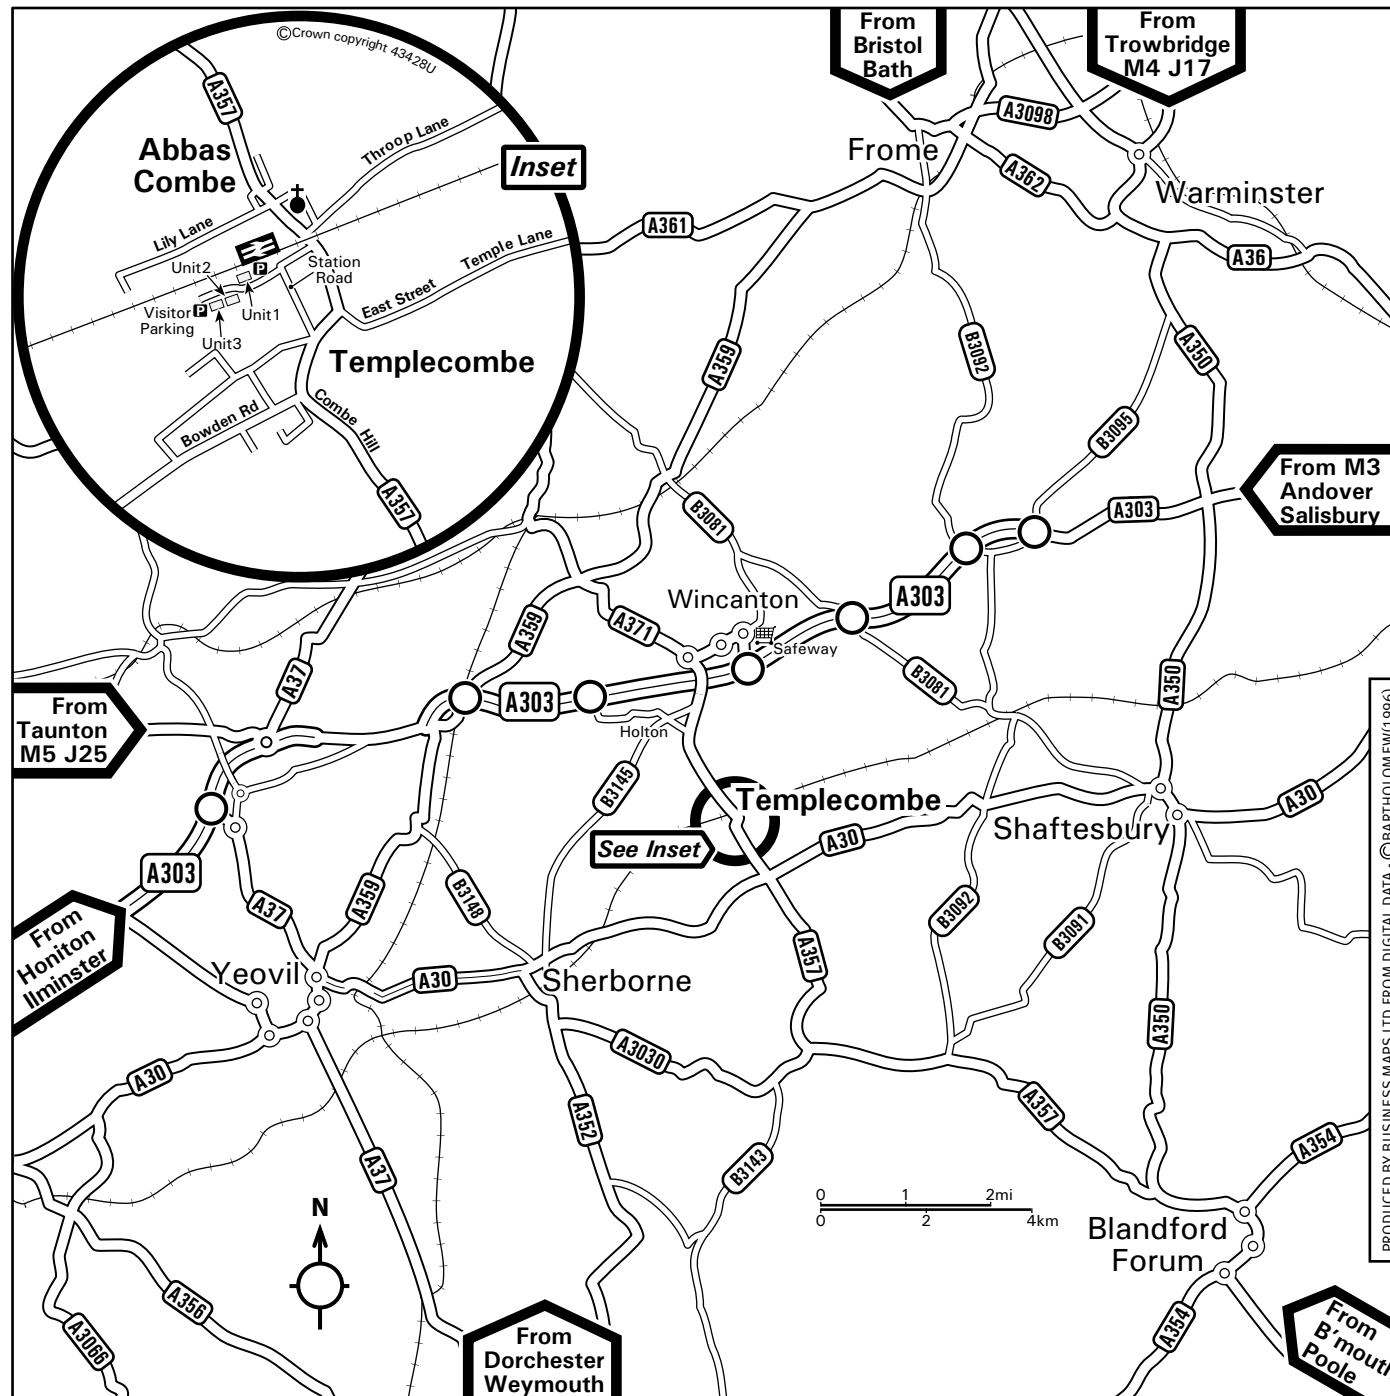 ©Crown copyright 43428U
A357
Abbas
Combe
Throop Lane
Inset
Lily Lane
P
Temple Lane
Unit2
Station
Road
East Street
Visitor
Parking
P
Unit1
Unit3
Templecombe
Bowden Rd
Combe Hill
A357
From
Bristol
Bath
From
Trowbridge
M4 J17
A3098
Frome
A362
Warminster
A361
A36
A359
B3092
A350
B3095
From M3
Andover
Salisbury
A303
B3081
Wincanton
A303
A359
A371
Safeway
A37
B3081
A350
From
Taunton
M5 J25
A303
Holton
B3145
Templecombe
A30
Shaftesbury
See Inset
A30
A303
A37
A359
B3148
B3092
B3091
From
Honiton
Ilminster
Yeovil
A30
Sherborne
A357
A350
A30
A3030
A357
A352
A354
A37
B3143
N
0 1 2mi
0 2 4km
Blandford
Forum
A356
A3066
From
Dorchester
Weymouth
A354
From
B'mouth
Poole
PRODUCED BY BUSINESS MAPS LTD FROM DIGITAL DATA - ©BARTHOLOMEW(1996)